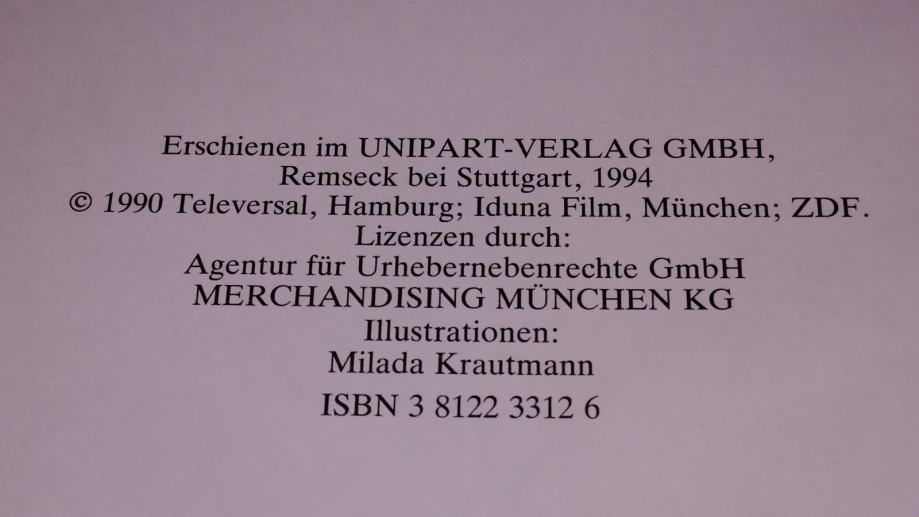 Erschienen im UNIPART-VERLAG GMBH,
Remseck bei Stuttgart, 1994
© 1990 Televersal, Hamburg; Iduna Film, München; ZDF.
Lizenzen durch:
Agentur für Urhebernebenrechte GmbH
MERCHANDISING MÜNCHEN KG
Illustrationen:
Milada Krautmann
ISBN 3 8122 3312 6